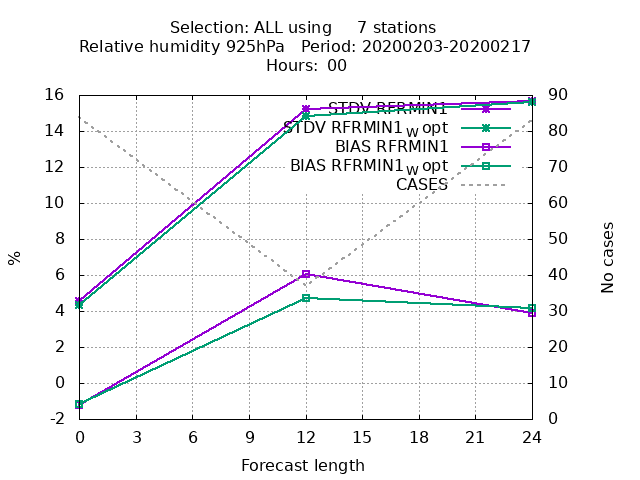 Selection: ALL using 7 stations
Relative humidity 925hPa Period: 20200203-20200217
Hours: 00
16 90
STDV RFRMIN1
14 STDV RFRMIN1w opt 80
BIAS RFRMIN1
12 BIAS RFRMIN1w opt 70
CASES
10 60
8 50
%
No cases
6 40
4 30
2 20
0 10
-2 0
0 3 6 9 12 15 18 21 24
Forecast length